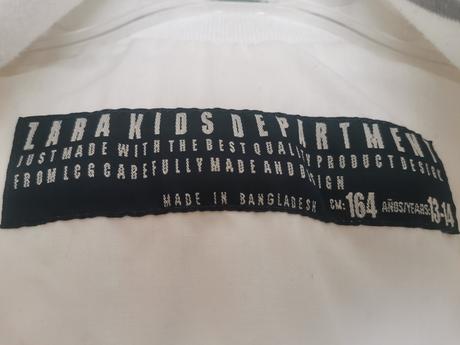 ZARA KIDS DEPARTMENT
JUST MADE WITH THE BEST QUALITY PRODUCT DESIGN
FROM LCG CAREFULLY MADE AND DESIGN
MADE IN BANGLADESH CM: 164 AÑOS/YEARS: 13-14